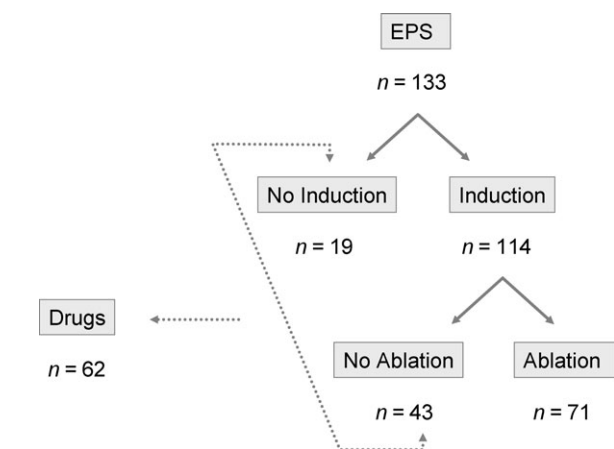 EPS
n = 133
No Induction
Induction
n = 19
n = 114
Drugs
n = 62
No Ablation
Ablation
n = 43
n = 71